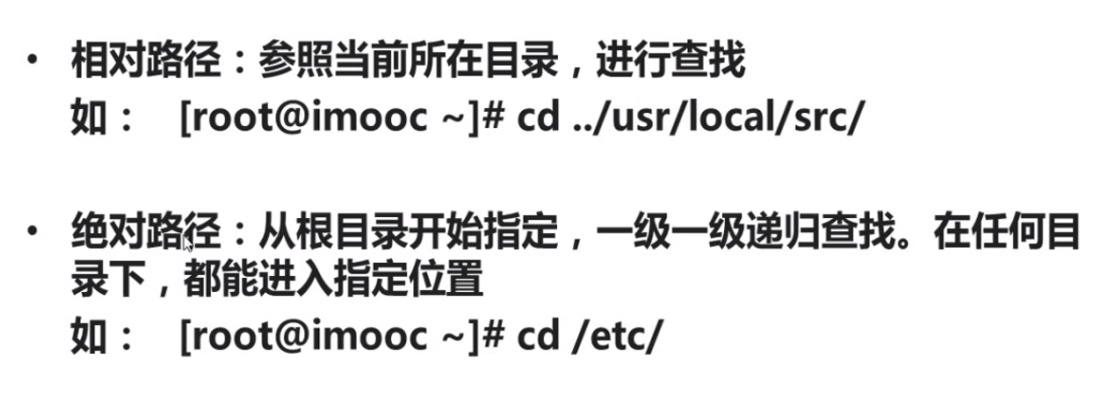 • 相对路径：参照当前所在目录，进行查找
如： [root@imooc ~]# cd ../usr/local/src/
• 绝对路径：从根目录开始指定，一级一级递归查找。在任何目
录下，都能进入指定位置
如： [root@imooc ~]# cd /etc/